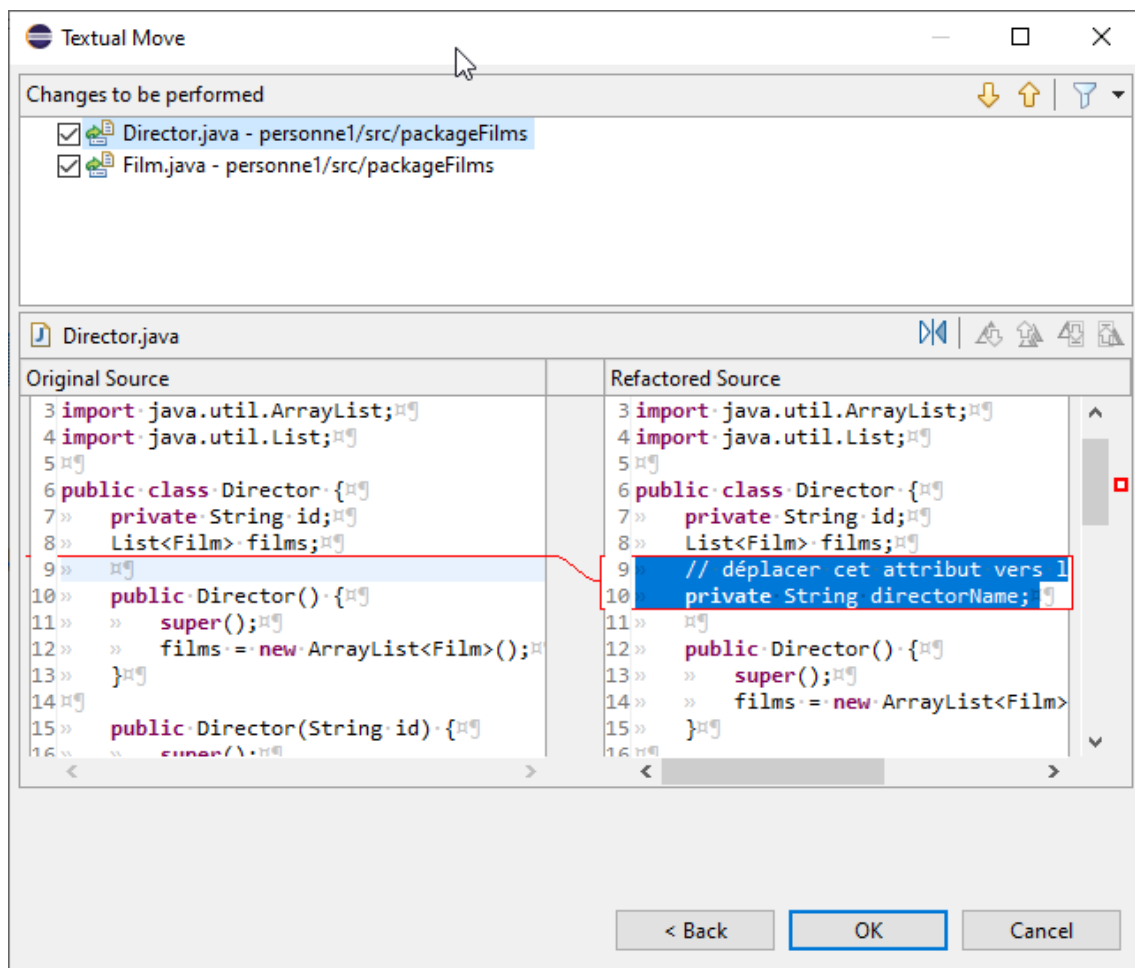 Textual Move
Changes to be performed
Director.java - personne1/src/packageFilms
Film.java - personne1/src/packageFilms
Director.java
Original Source
3 import·java.util.ArrayList;¤¶
4 import·java.util.List;¤¶
5 ¤¶
6 public·class·Director·{¤¶
7 » private·String·id;¤¶
8 » List<Film>·films;¤¶
9 » ¤¶
10 » public·Director()·{¤¶
11 » » super();¤¶
12 » » films·=·new·ArrayList<Film>();¤
13 » }¤¶
14 ¤¶
15 » public·Director(String·id)·{¤¶
16 » » super();¤¶
Refactored Source
3 import·java.util.ArrayList;¤¶
4 import·java.util.List;¤¶
5 ¤¶
6 public·class·Director·{¤¶
7 » private·String·id;¤¶
8 » List<Film>·films;¤¶
9 » // déplacer cet attribut vers l
10 » private·String·directorName;¤¶
11 » ¤¶
12 » public·Director()·{¤¶
13 » » super();¤¶
14 » » films·=·new·ArrayList<Film>
15 » }¤¶
16 ¤¶
< Back
OK
Cancel